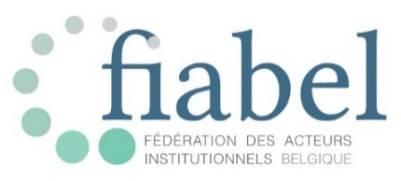 fiabel
FÉDÉRATION DES ACTEURS
INSTITUTIONNELS BELGIQUE